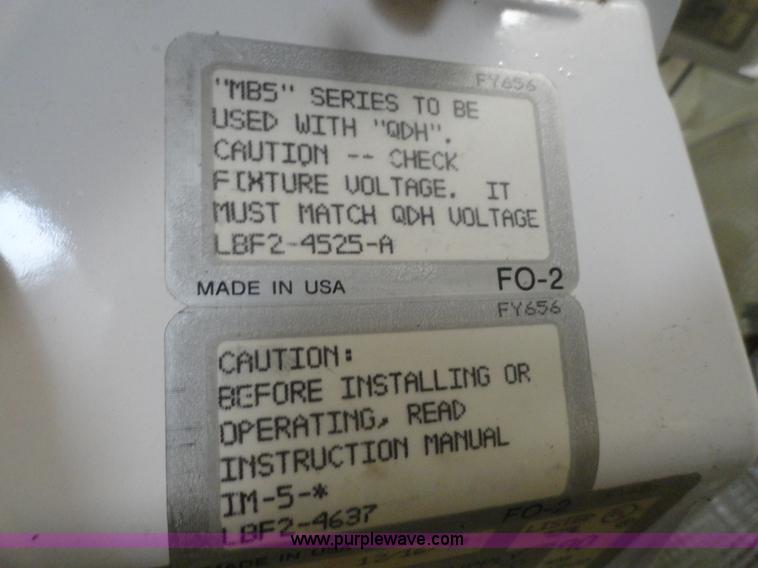 FY656
"MB5" SERIES TO BE
USED WITH "QDH".
CAUTION -- CHECK
FIXTURE VOLTAGE. IT
MUST MATCH QDH VOLTAGE
LBF2-4525-A
MADE IN USA FO-2
FY656
CAUTION:
BEFORE INSTALLING OR
OPERATING, READ
INSTRUCTION MANUAL
IM-5-*
LBF2-4637
FO-2
MADE IN
www.purplewave.com